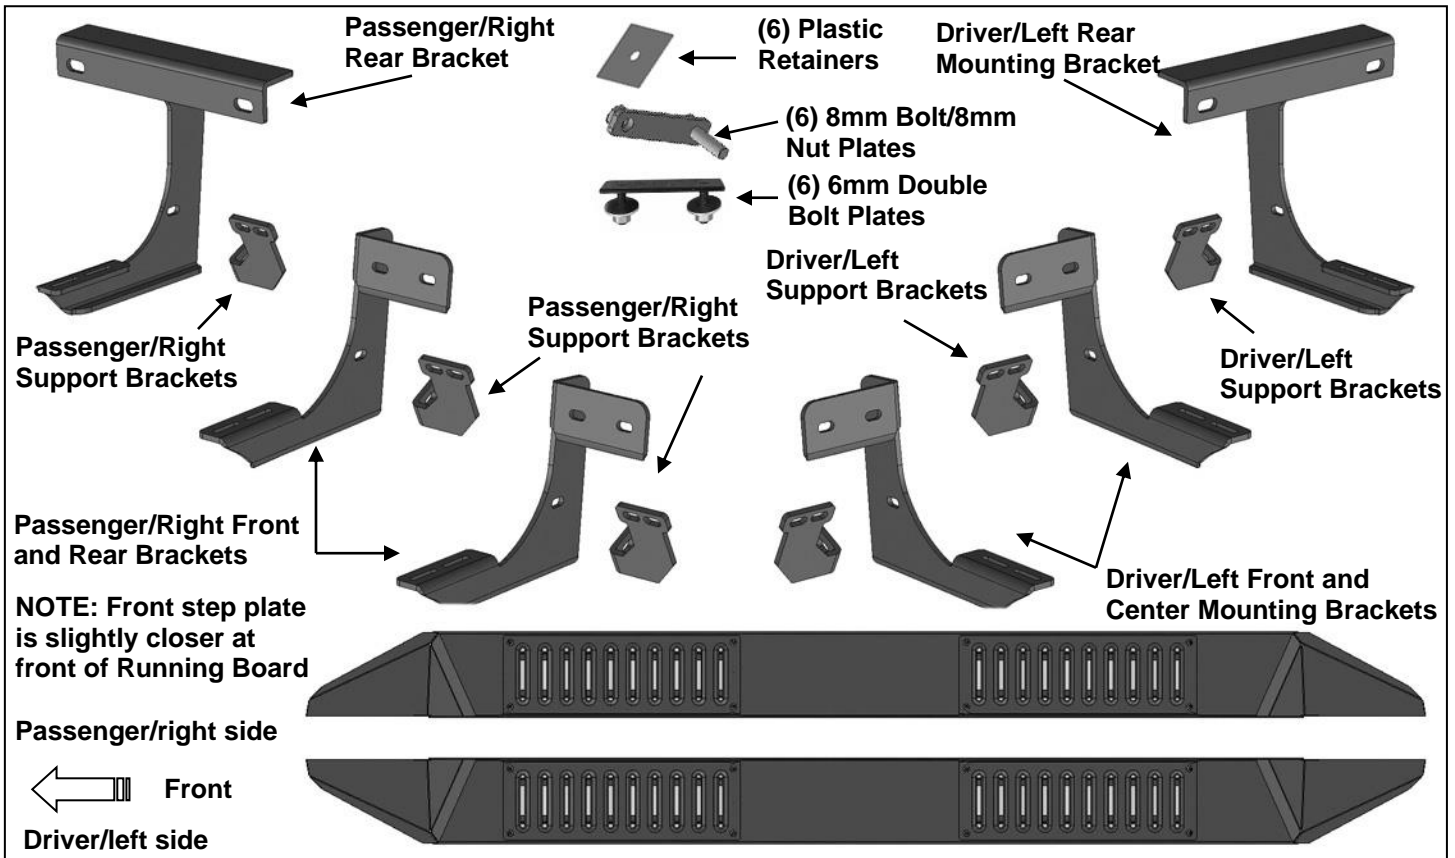 Passenger/Right
Rear Bracket
(6) Plastic
Retainers
Driver/Left Rear
Mounting Bracket
(6) 8mm Bolt/8mm
Nut Plates
(6) 6mm Double
Bolt Plates
Driver/Left
Support Brackets
Passenger/Right
Support Brackets
Passenger/Right
Support Brackets
Driver/Left
Support Brackets
Passenger/Right Front
and Rear Brackets
Driver/Left Front and
Center Mounting Brackets
NOTE: Front step plate
is slightly closer at
front of Running Board
Passenger/right side
Front
Driver/left side